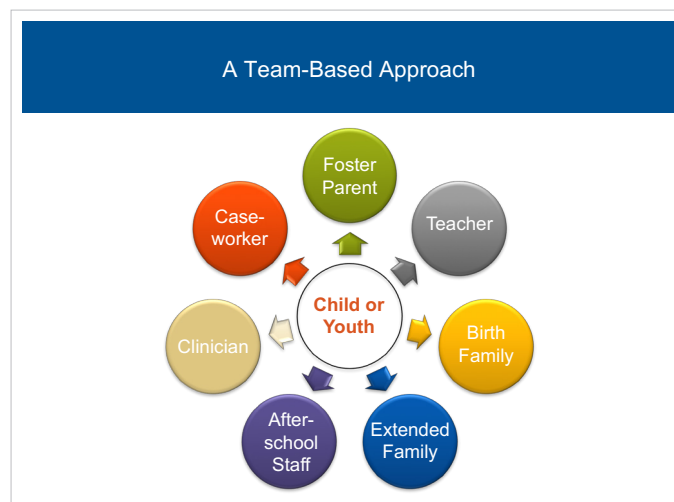 A Team-Based Approach
Foster
Parent
Teacher
Birth
Family
Extended
Family
After-
school
Staff
Clinician
Case-
worker
Child or
Youth